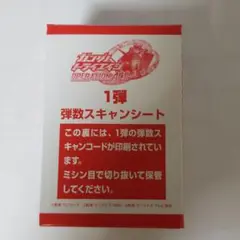 1弾
弾数スキャンシート
この裏には、1弾の弾数ス
キャンコードが印刷されてい
ます。
ミシン目で切り抜いて保管
してください。